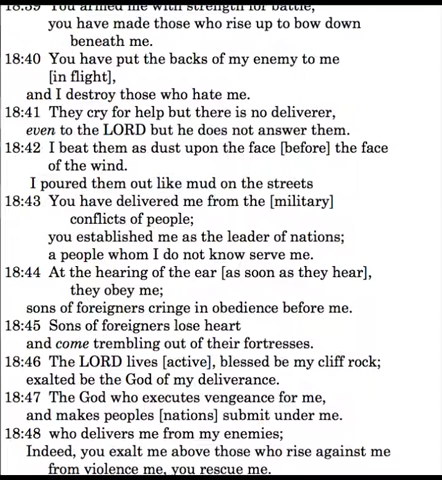 18:39 You armed me with strength for battle,
you have made those who rise up to bow down
beneath me.
18:40 You have put the backs of my enemy to me
[in flight],
and I destroy those who hate me.
18:41 They cry for help but there is no deliverer,
even to the LORD but he does not answer them.
18:42 I beat them as dust upon the face [before] the face
of the wind.
I poured them out like mud on the streets
18:43 You have delivered me from the [military]
conflicts of people;
you established me as the leader of nations;
a people whom I do not know serve me.
18:44 At the hearing of the ear [as soon as they hear],
they obey me;
sons of foreigners cringe in obedience before me.
18:45 Sons of foreigners lose heart
and come trembling out of their fortresses.
18:46 The LORD lives [active], blessed be my cliff rock;
exalted be the God of my deliverance.
18:47 The God who executes vengeance for me,
and makes peoples [nations] submit under me.
18:48 who delivers me from my enemies;
Indeed, you exalt me above those who rise against me
from violence me, you rescue me.